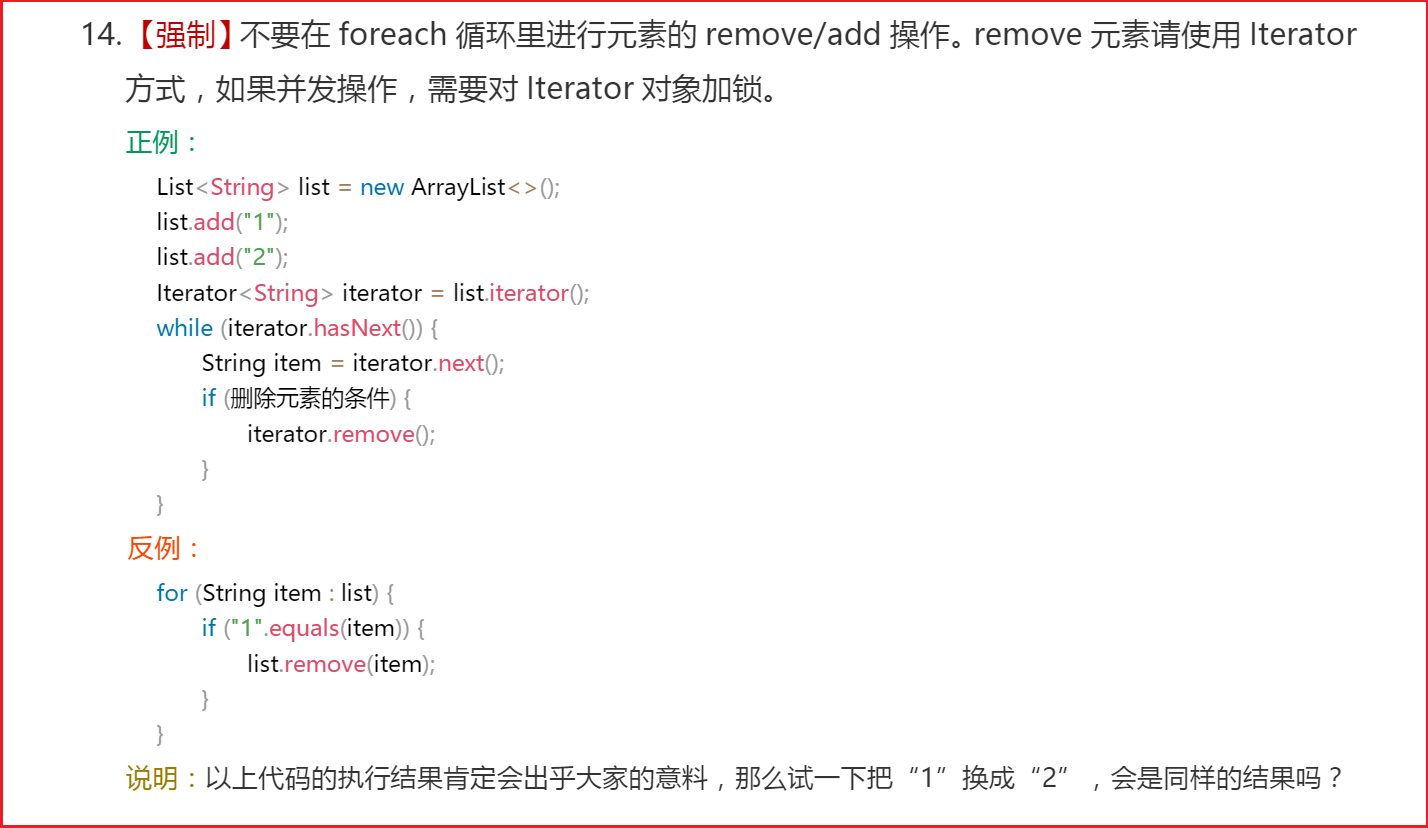 14.【强制】不要在 foreach 循环里进行元素的 remove/add 操作。remove 元素请使用 Iterator
方式，如果并发操作，需要对 Iterator 对象加锁。
正例：
List<String> list = new ArrayList<>();
list.add("1");
list.add("2");
Iterator<String> iterator = list.iterator();
while (iterator.hasNext()) {
String item = iterator.next();
if (删除元素的条件) {
iterator.remove();
}
}
反例：
for (String item : list) {
if ("1".equals(item)) {
list.remove(item);
}
}
说明：以上代码的执行结果肯定会出乎大家的意料，那么试一下把“1”换成“2”，会是同样的结果吗？